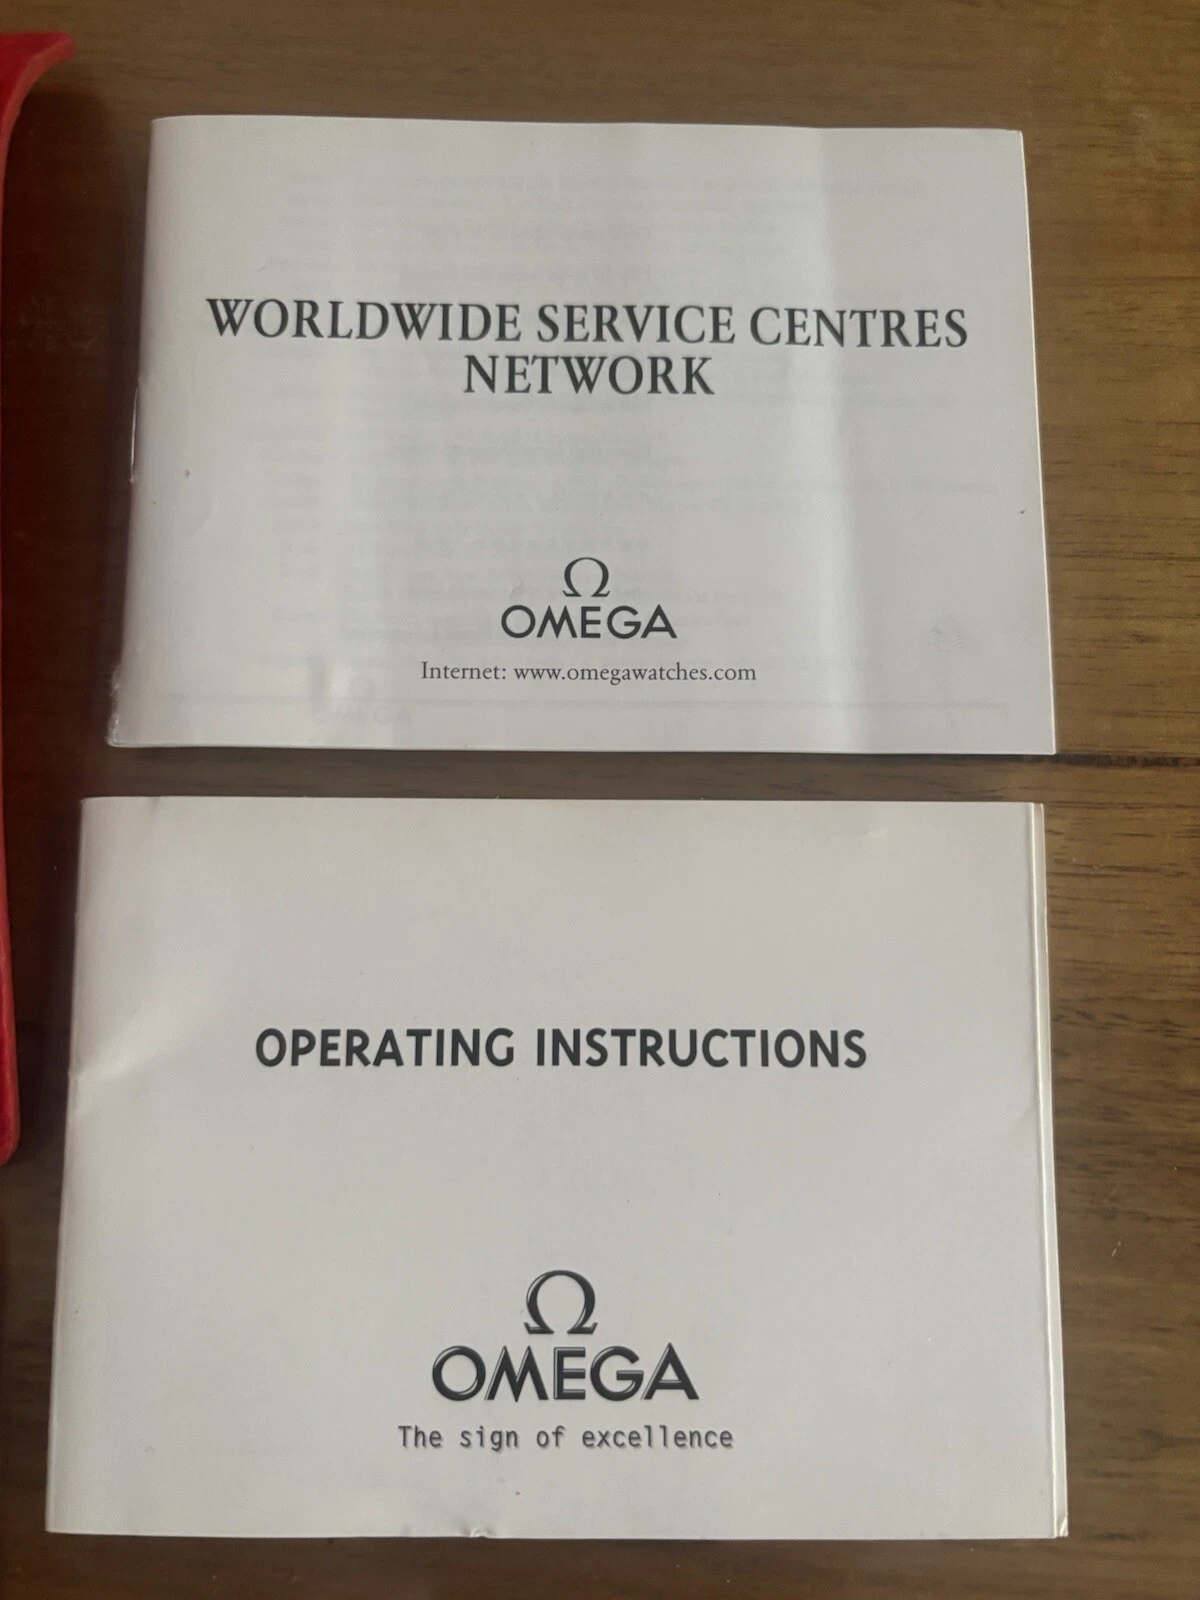 WORLDWIDE SERVICE CENTRES
NETWORK
Ω
OMEGA
Internet: www.omegawatches.com
OPERATING INSTRUCTIONS
Ω
OMEGA
The sign of excellence